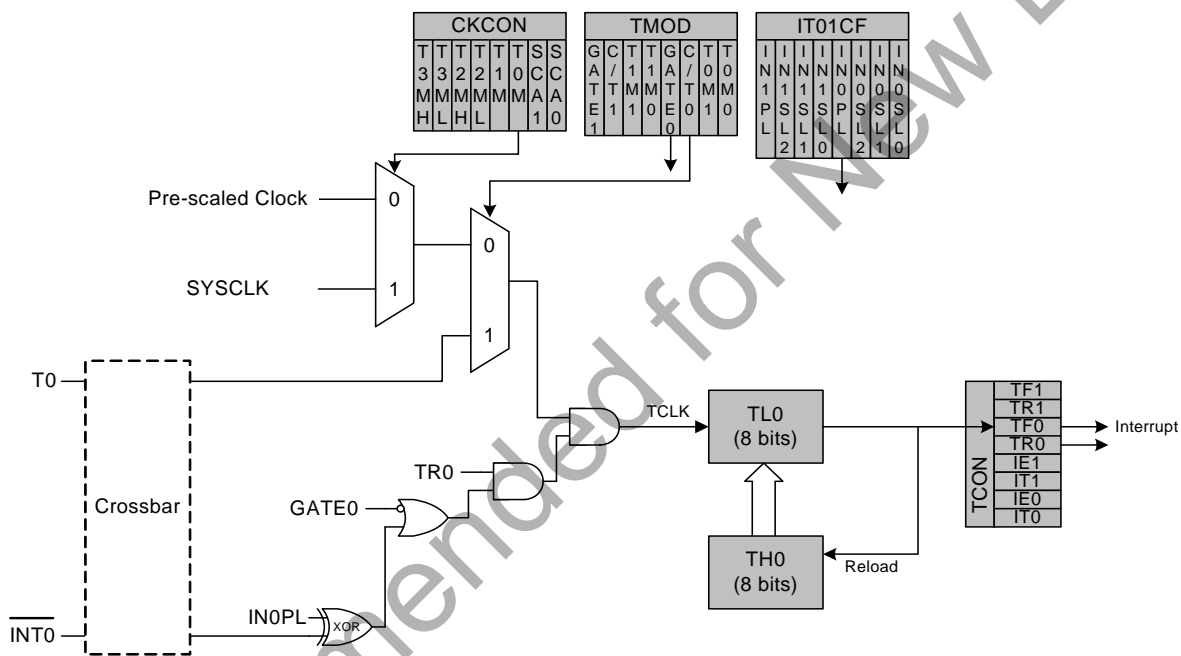 CKCON
T3MH
T3ML
T2MH
T2ML
T1M
T0M
SCA1
SCA0
TMOD
GATE1
C/T1
T1M1
T1M0
GATE0
C/T0
T0M1
T0M0
IT01CF
IN1PL
IN1SL2
IN1SL1
IN1SL0
IN0PL
IN0SL2
IN0SL1
IN0SL0
Pre-scaled Clock
0
SYSCLK
1
0
1
T0
Crossbar
INT0
TR0
GATE0
IN0PL
XOR
TCLK
TL0
(8 bits)
TH0
(8 bits)
Reload
TCON
TF1
TR1
TF0
TR0
IE1
IT1
IE0
IT0
Interrupt
mended for New